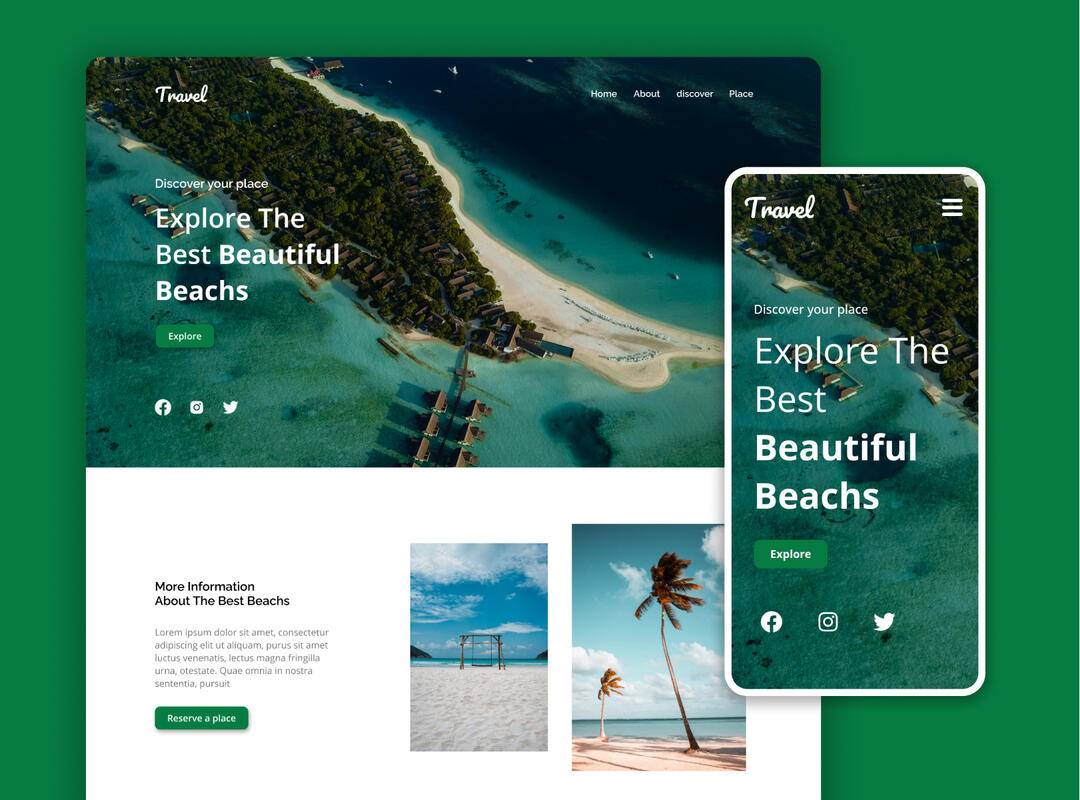 Travel
Home About discover Place
Discover your place
Explore The
Best Beautiful
Beachs
Explore
More Information
About The Best Beachs
Lorem ipsum dolor sit amet, consectetur
adipiscing elit ut aliquam, purus sit amet
luctus venenatis, lectus magna fringilla
urna, otestate. Quae omnia in nostra
sententia, pursuit
Reserve a place
Travel
Discover your place
Explore The
Best
Beautiful
Beachs
Explore